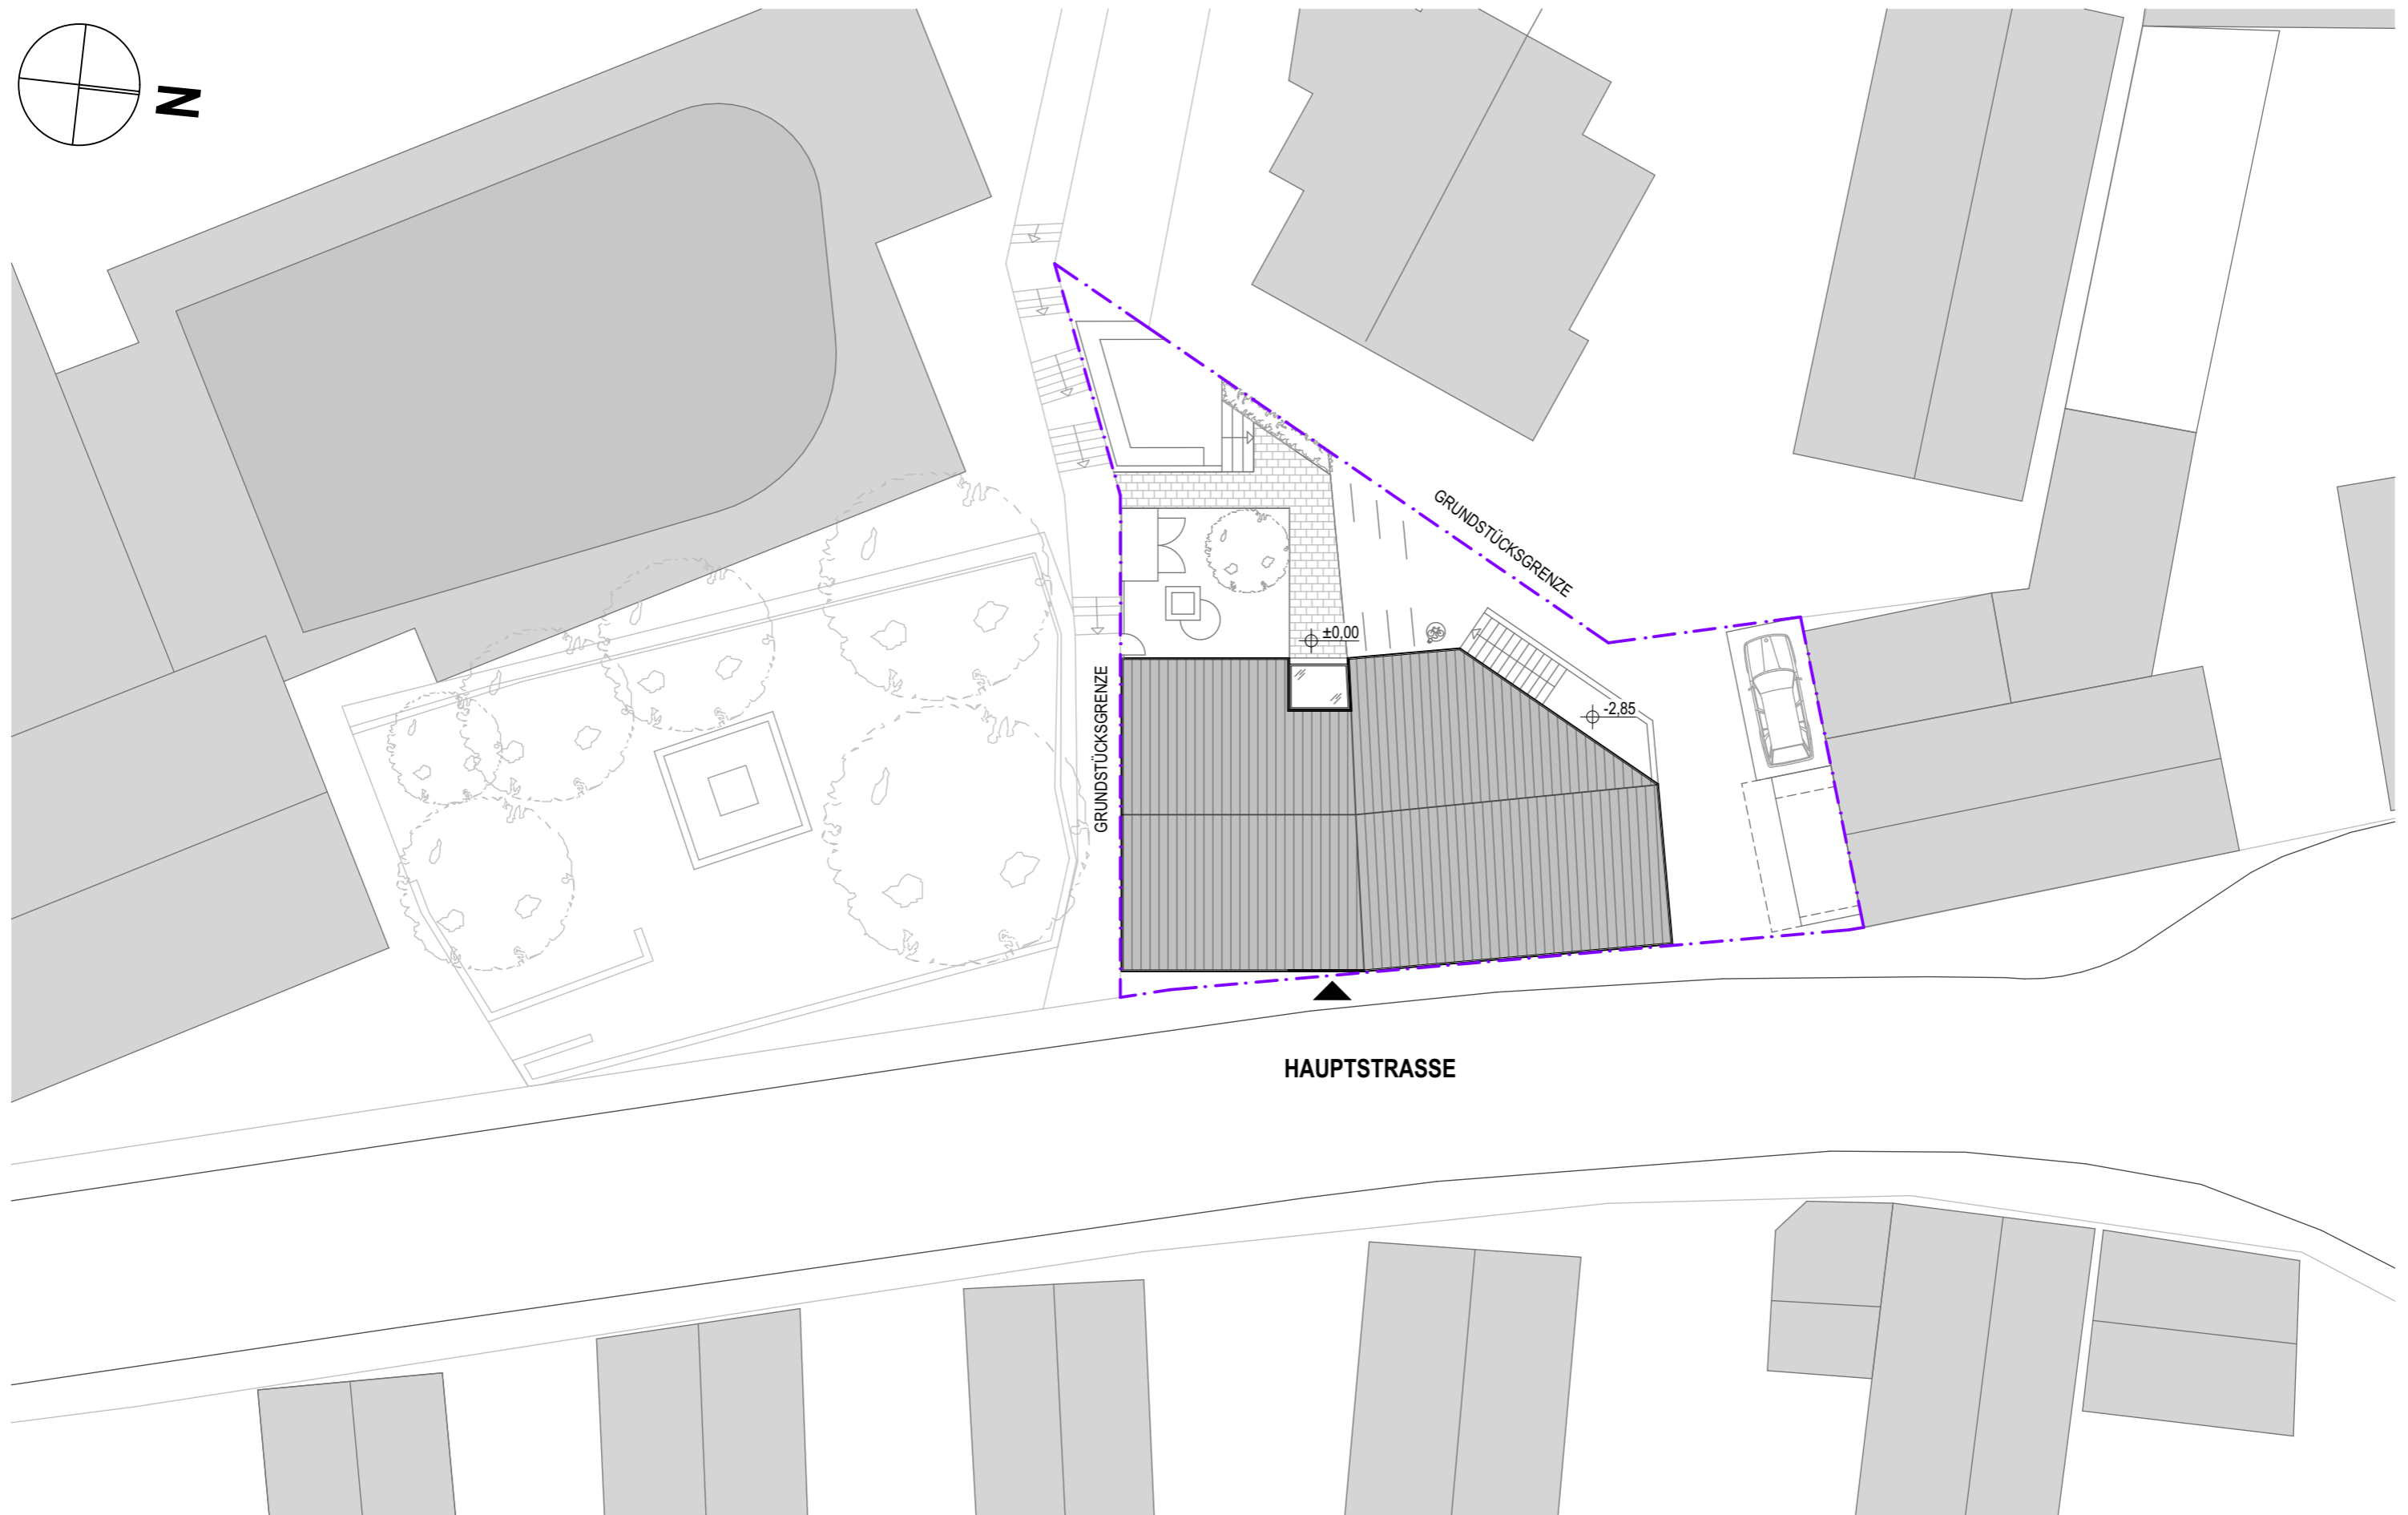 N
GRUNDSTÜCKSGRENZE
±0,00
GRUNDSTÜCKSGRENZE
-2,85
HAUPTSTRASSE